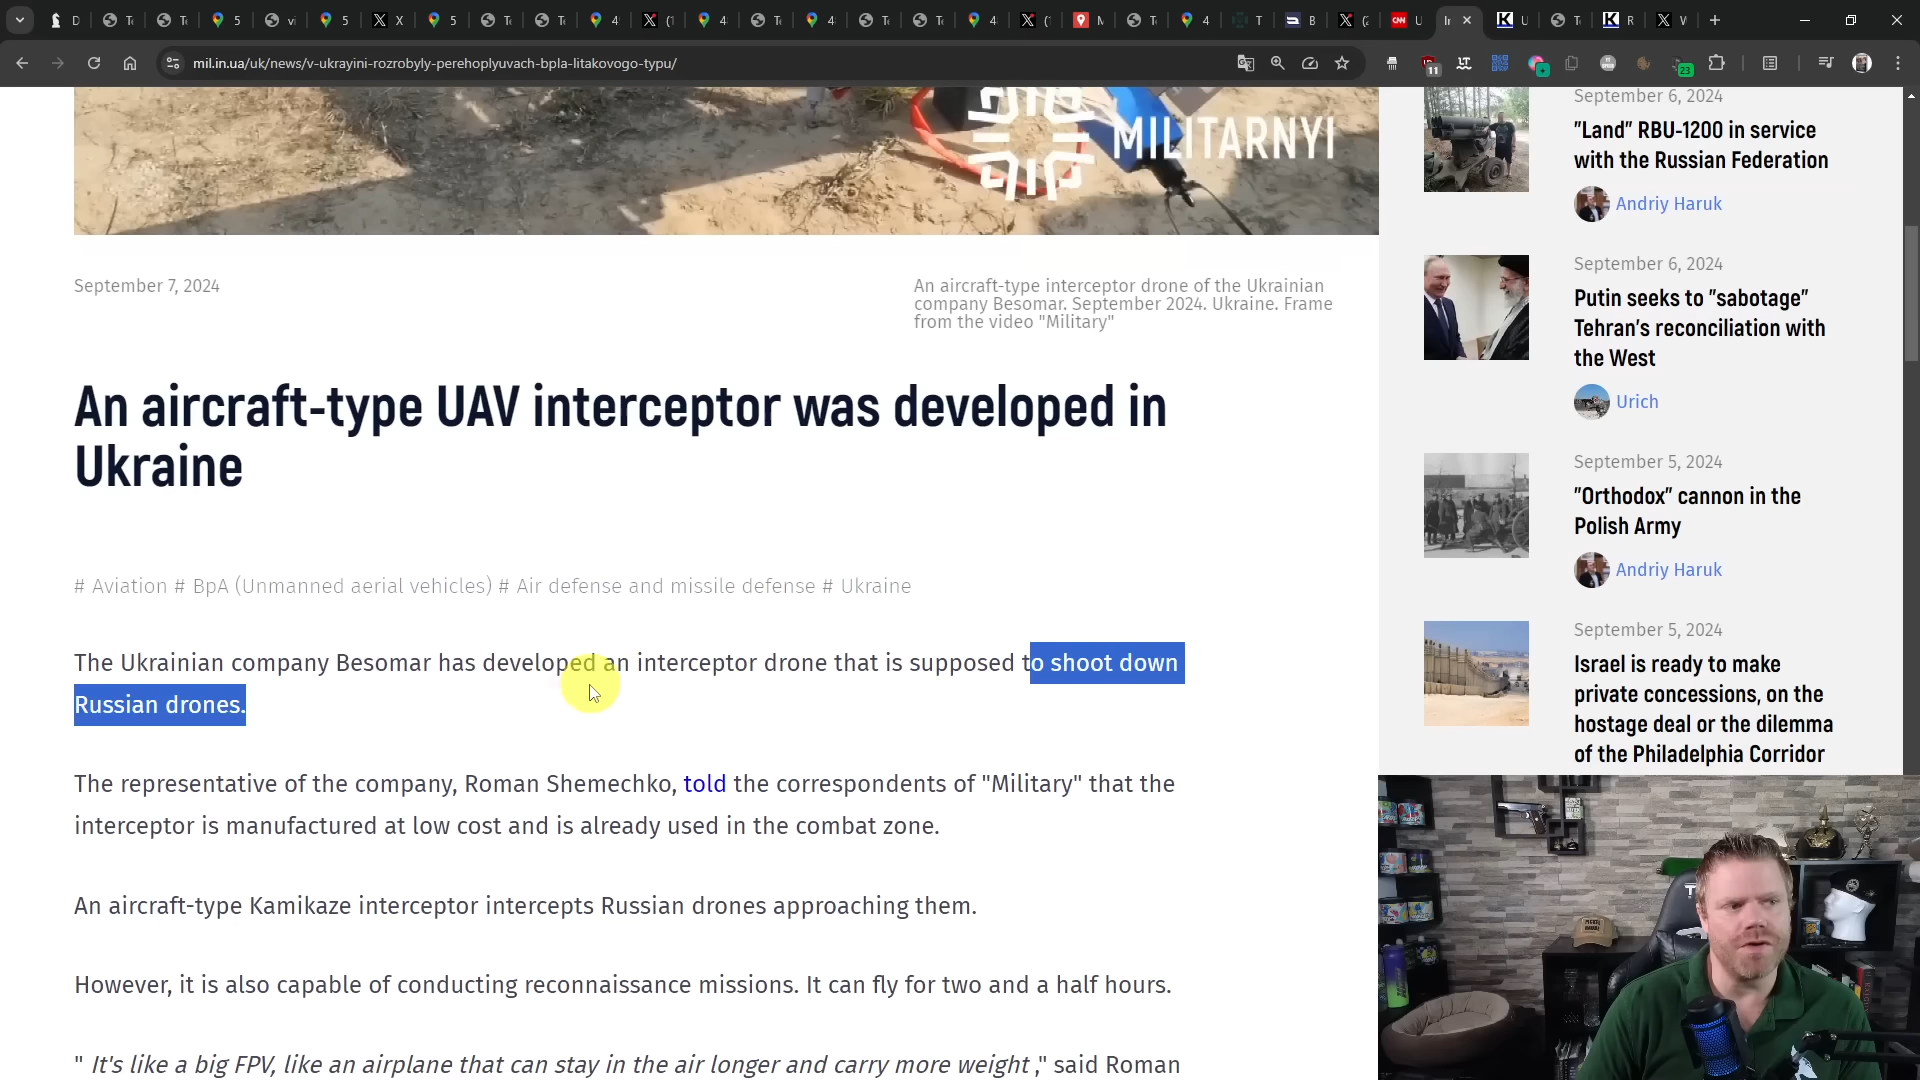 mil.in.ua/uk/news/v-ukrayini-rozrobyly-perehoplyuvach-bpla-litakovogo-typu/
MILITARNYI
September 7, 2024
An aircraft-type interceptor drone of the Ukrainian
company Besomar. September 2024. Ukraine. Frame
from the video "Military"
An aircraft-type UAV interceptor was developed in
Ukraine
# Aviation # BpA (Unmanned aerial vehicles) # Air defense and missile defense # Ukraine
The Ukrainian company Besomar has developed an interceptor drone that is supposed to shoot down
Russian drones.
The representative of the company, Roman Shemechko, told the correspondents of "Military" that the
interceptor is manufactured at low cost and is already used in the combat zone.
An aircraft-type Kamikaze interceptor intercepts Russian drones approaching them.
However, it is also capable of conducting reconnaissance missions. It can fly for two and a half hours.
" It's like a big FPV, like an airplane that can stay in the air longer and carry more weight ," said Roman
September 6, 2024
"Land" RBU-1200 in service
with the Russian Federation
Andriy Haruk
September 6, 2024
Putin seeks to "sabotage"
Tehran's reconciliation with
the West
Urich
September 5, 2024
"Orthodox" cannon in the
Polish Army
Andriy Haruk
September 5, 2024
Israel is ready to make
private concessions, on the
hostage deal or the dilemma
of the Philadelphia Corridor